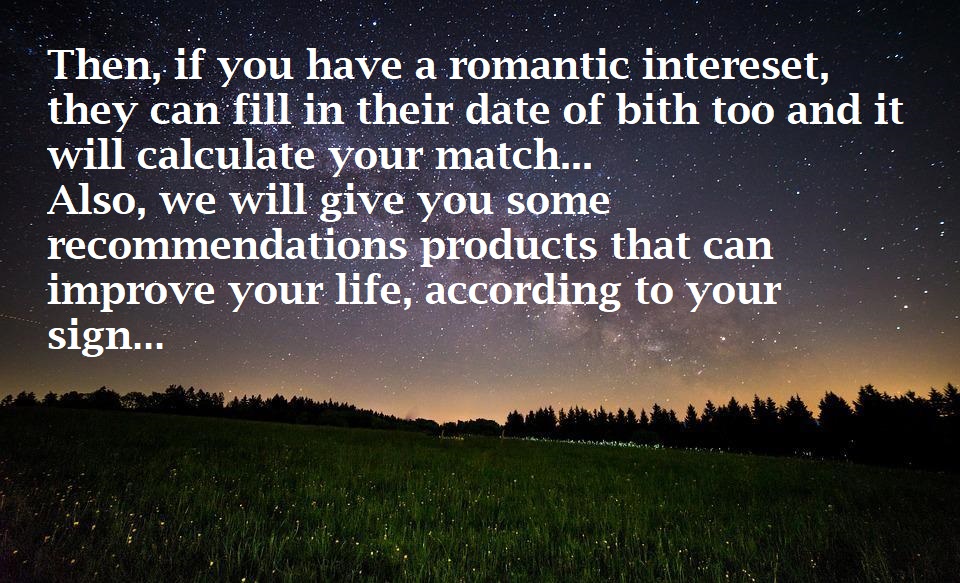 Then, if you have a romantic intereset,
they can fill in their date of bith too and it
will calculate your match...
Also, we will give you some
recommendations products that can
improve your life, according to your
sign...